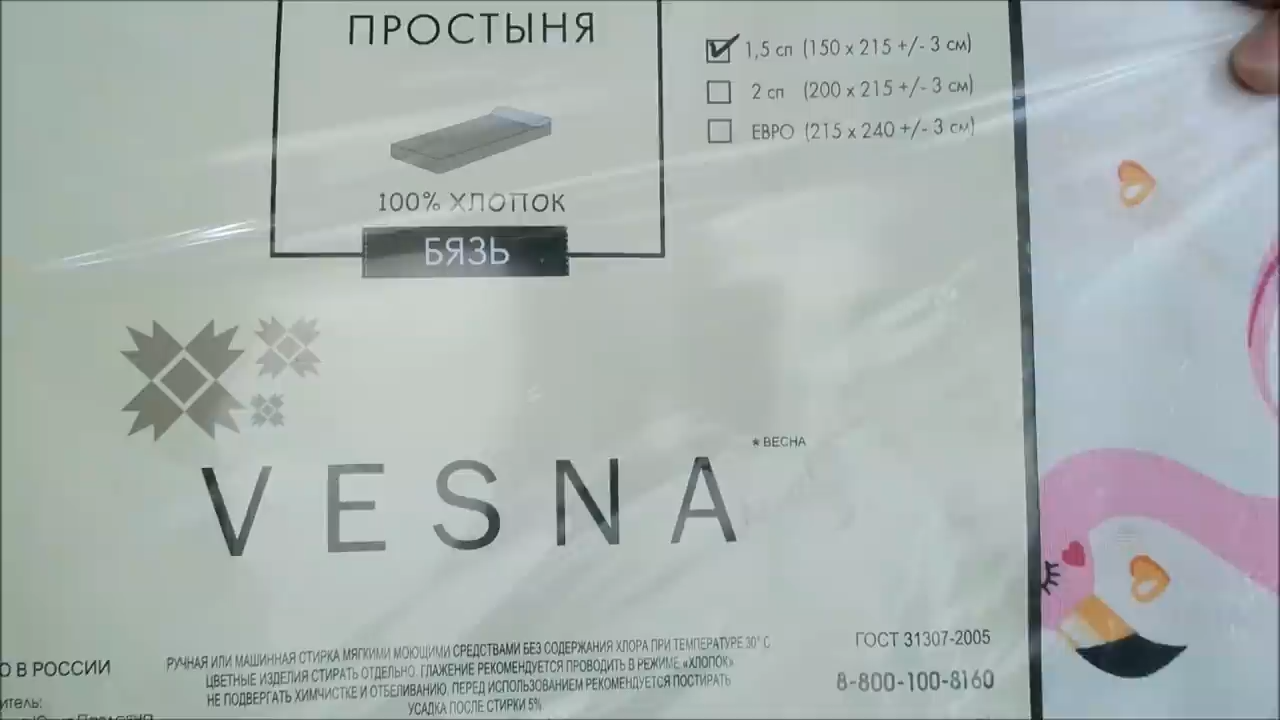 ПРОСТЫНЯ
1,5 сп (150 x 215 +/- 3 см)
2 сп (200 x 215 +/- 3 см)
ЕВРО (215 x 240 +/- 3 см)
100% ХЛОПОК
БЯЗЬ
* ВЕСНА
VESNA
РУЧНАЯ ИЛИ МАШИННАЯ СТИРКА МЯГКИМИ МОЮЩИМИ СРЕДСТВАМИ БЕЗ СОДЕРЖАНИЯ ХЛОРА ПРИ ТЕМПЕРАТУРЕ 30° С
ЦВЕТНЫЕ ИЗДЕЛИЯ СТИРАТЬ ОТДЕЛЬНО. ГЛАЖЕНИЕ РЕКОМЕНДУЕТСЯ ПРОВОДИТЬ В РЕЖИМЕ «ХЛОПОК»
НЕ ПОДВЕРГАТЬ ХИМЧИСТКЕ И ОТБЕЛИВАНИЮ. ПЕРЕД ИСПОЛЬЗОВАНИЕМ РЕКОМЕНДУЕТСЯ ПОСТИРАТЬ
УСАДКА ПОСЛЕ СТИРКИ 5%
ГОСТ 31307-2005
8-800-100-8160
О В РОССИИ
итель: